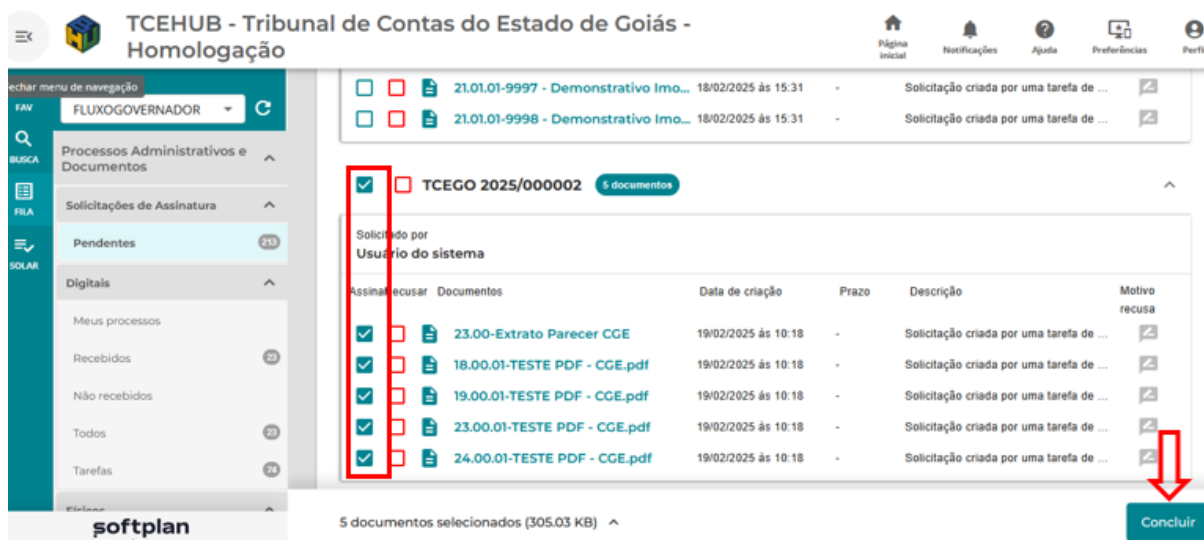 TCEHUB - Tribunal de Contas do Estado de Goiás -
Homologação
Página
inicial
Notificações
Ajuda
Preferências
Perfi
echar menu de navegação
FAV
BUSCA
FILA
SOLAR
FLUXOGOVERNADOR
Processos Administrativos e
Documentos
Solicitações de Assinatura
Pendentes 213
Digitais
Meus processos
Recebidos 23
Não recebidos
Todos 23
Tarefas 74
Físicos
softplan
21.01.01-9997 - Demonstrativo Imo... 18/02/2025 ás 15:31 - Solicitação criada por uma tarefa de ...
21.01.01-9998 - Demonstrativo Imo... 18/02/2025 ás 15:31 - Solicitação criada por uma tarefa de ...
TCEGO 2025/000002 5 documentos
Solicitado por
Usuário do sistema
Assinar Recusar Documentos Data de criação Prazo Descrição Motivo
recusa
23.00-Extrato Parecer CGE 19/02/2025 ás 10:18 - Solicitação criada por uma tarefa de ...
18.00.01-TESTE PDF - CGE.pdf 19/02/2025 ás 10:18 - Solicitação criada por uma tarefa de ...
19.00.01-TESTE PDF - CGE.pdf 19/02/2025 ás 10:18 - Solicitação criada por uma tarefa de ...
23.00.01-TESTE PDF - CGE.pdf 19/02/2025 ás 10:18 - Solicitação criada por uma tarefa de ...
24.00.01-TESTE PDF - CGE.pdf 19/02/2025 ás 10:18 - Solicitação criada por uma tarefa de ...
5 documentos selecionados (305.03 KB)
Concluir